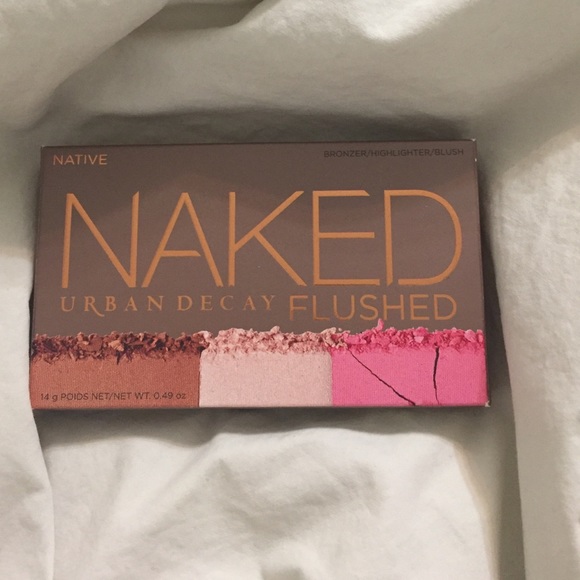 NATIVE
BRONZER/HIGHLIGHTER/BLUSH
NAKED
URBAN DECAY FLUSHED
14 g POIDS NET/NET WT. 0.49 oz